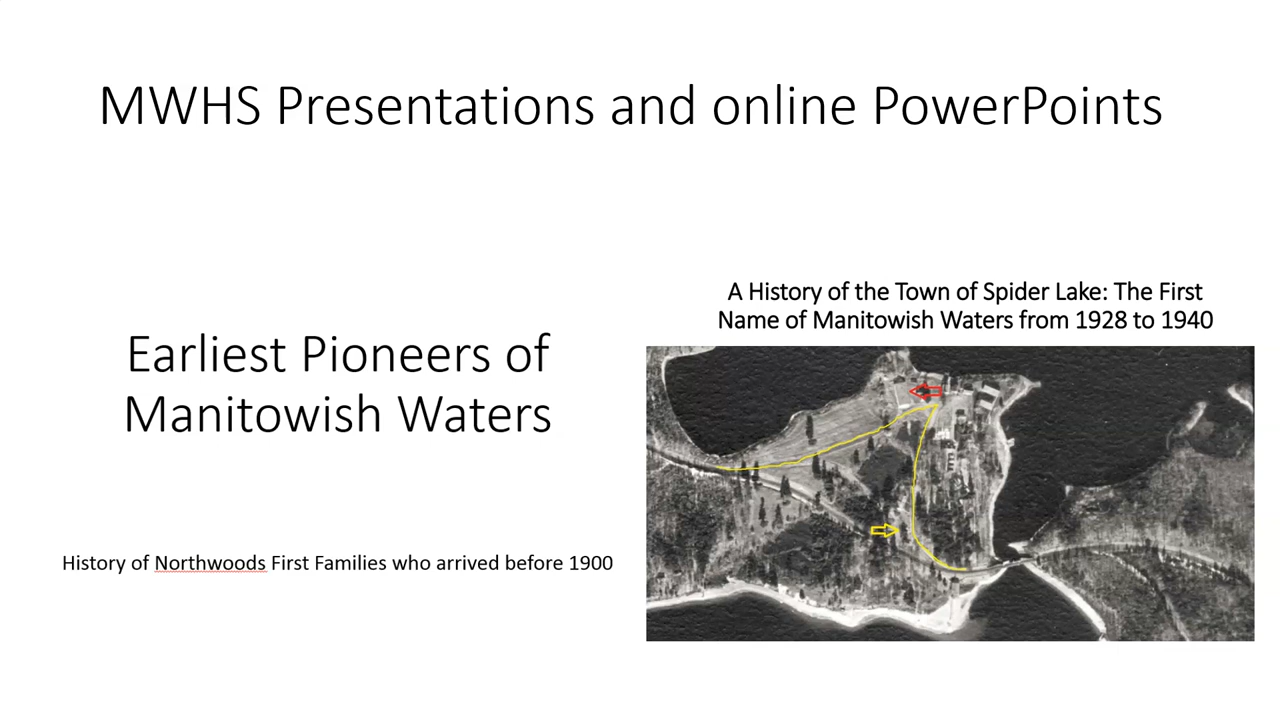 MWHS Presentations and online PowerPoints
Earliest Pioneers of
Manitowish Waters
History of Northwoods First Families who arrived before 1900
A History of the Town of Spider Lake: The First
Name of Manitowish Waters from 1928 to 1940